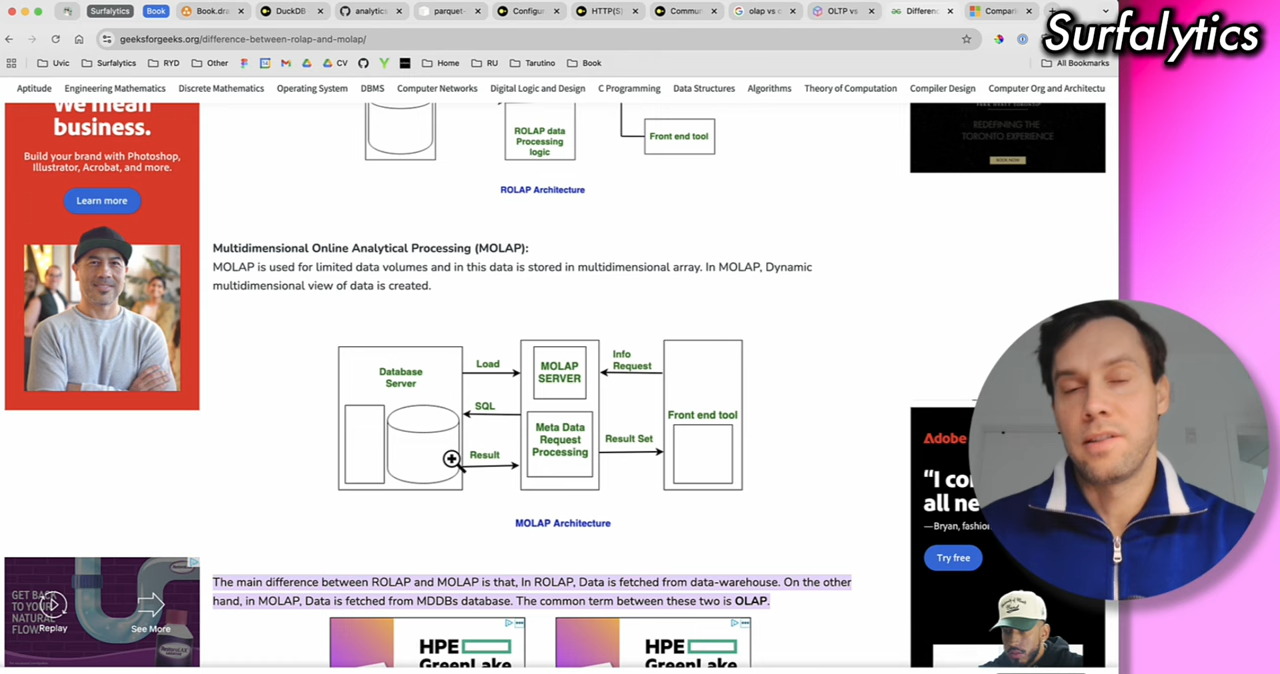 Surfalytics
Book
Book.dra
DuckDB
analytics
parquet-
Configur
HTTP(S)
Commun
olap vs c
OLTP vs
Differenc
Compari
geeksforgeeks.org/difference-between-rolap-and-molap/
Surfalytics
Uvic
Surfalytics
RYD
Other
CV
Home
RU
Tarutino
Book
All Bookmarks
Aptitude
Engineering Mathematics
Discrete Mathematics
Operating System
DBMS
Computer Networks
Digital Logic and Design
C Programming
Data Structures
Algorithms
Theory of Computation
Compiler Design
Computer Org and Architectu
We mean
business.
Build your brand with Photoshop,
Illustrator, Acrobat, and more.
Learn more
ROLAP data
Processing
logic
Front end tool
REDEFINING THE
TORONTO EXPERIENCE
BOOK NOW
ROLAP Architecture
Multidimensional Online Analytical Processing (MOLAP):
MOLAP is used for limited data volumes and in this data is stored in multidimensional array. In MOLAP, Dynamic
multidimensional view of data is created.
Database
Server
Load
SQL
Result
MOLAP
SERVER
Meta Data
Request
Processing
Info
Request
Result Set
Front end tool
MOLAP Architecture
Adobe
"I co
all ne
—Bryan, fashio
Try free
The main difference between ROLAP and MOLAP is that, In ROLAP, Data is fetched from data-warehouse. On the other
hand, in MOLAP, Data is fetched from MDDBs database. The common term between these two is OLAP.
GET BACK
TO YOUR
NATURAL
FLOW.
Replay
See More
HPE
GreenLake
HPE
GreenLake